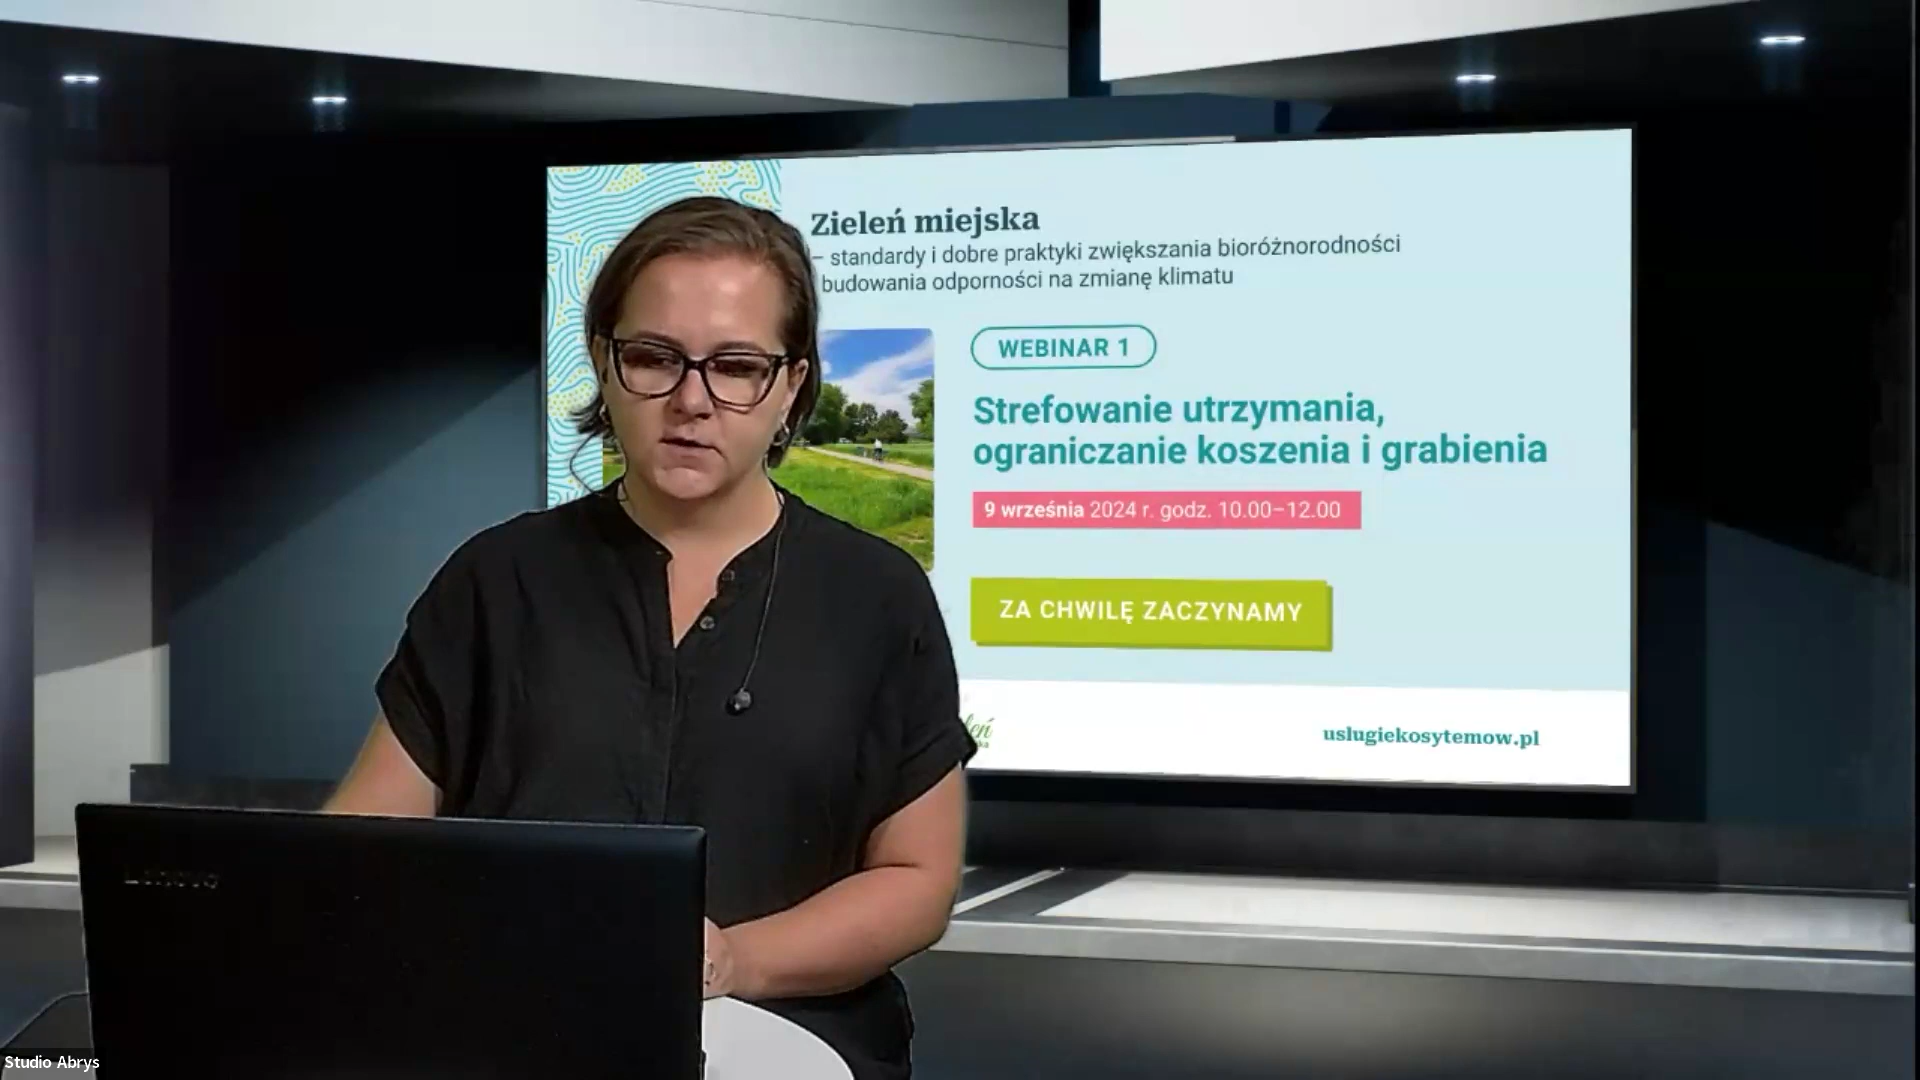 Zieleń miejska
– standardy i dobre praktyki zwiększania bioróżnorodności
budowania odporności na zmianę klimatu
WEBINAR 1
Strefowanie utrzymania,
ograniczanie koszenia i grabienia
9 września 2024 r. godz. 10.00–12.00
ZA CHWILĘ ZACZYNAMY
uslugiekosytemow.pl
Lenovo
Studio Abrys